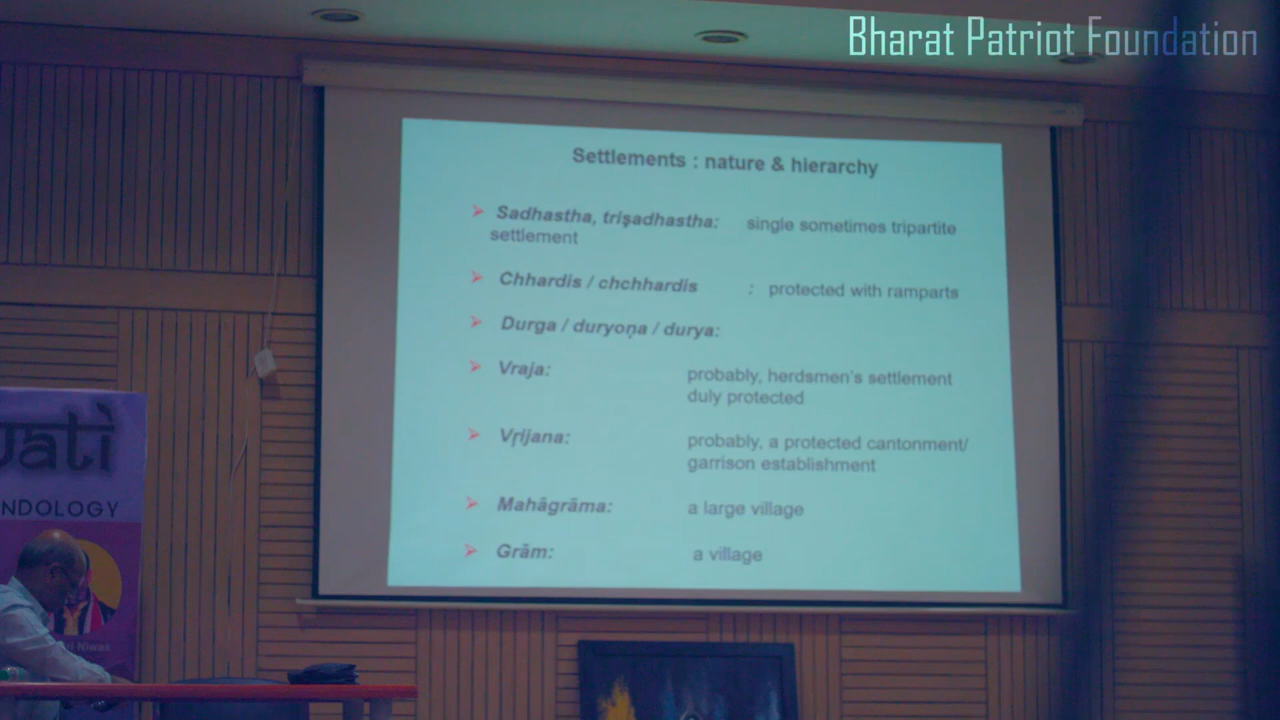 Bharat Patriot Foundation
Settlements : nature & hierarchy
➢ Sadhastha, triṣadhastha: single sometimes tripartite
settlement
➢ Chhardis / chchhardis : protected with ramparts
➢ Durga / duryoṇa / durya:
➢ Vraja: probably, herdsmen's settlement
duly protected
➢ Vṛijana: probably, a protected cantonment/
garrison establishment
➢ Mahāgrāma: a large village
➢ Grām: a village
NDOLOGY